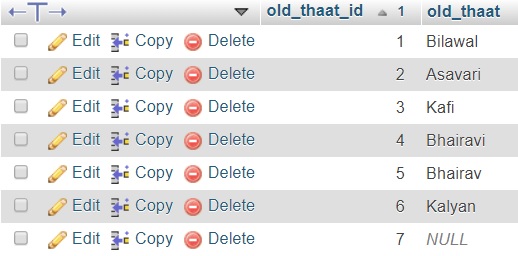 ←T→ old_thaat_id 1 old_thaat
Edit Copy Delete 1 Bilawal
Edit Copy Delete 2 Asavari
Edit Copy Delete 3 Kafi
Edit Copy Delete 4 Bhairavi
Edit Copy Delete 5 Bhairav
Edit Copy Delete 6 Kalyan
Edit Copy Delete 7 NULL